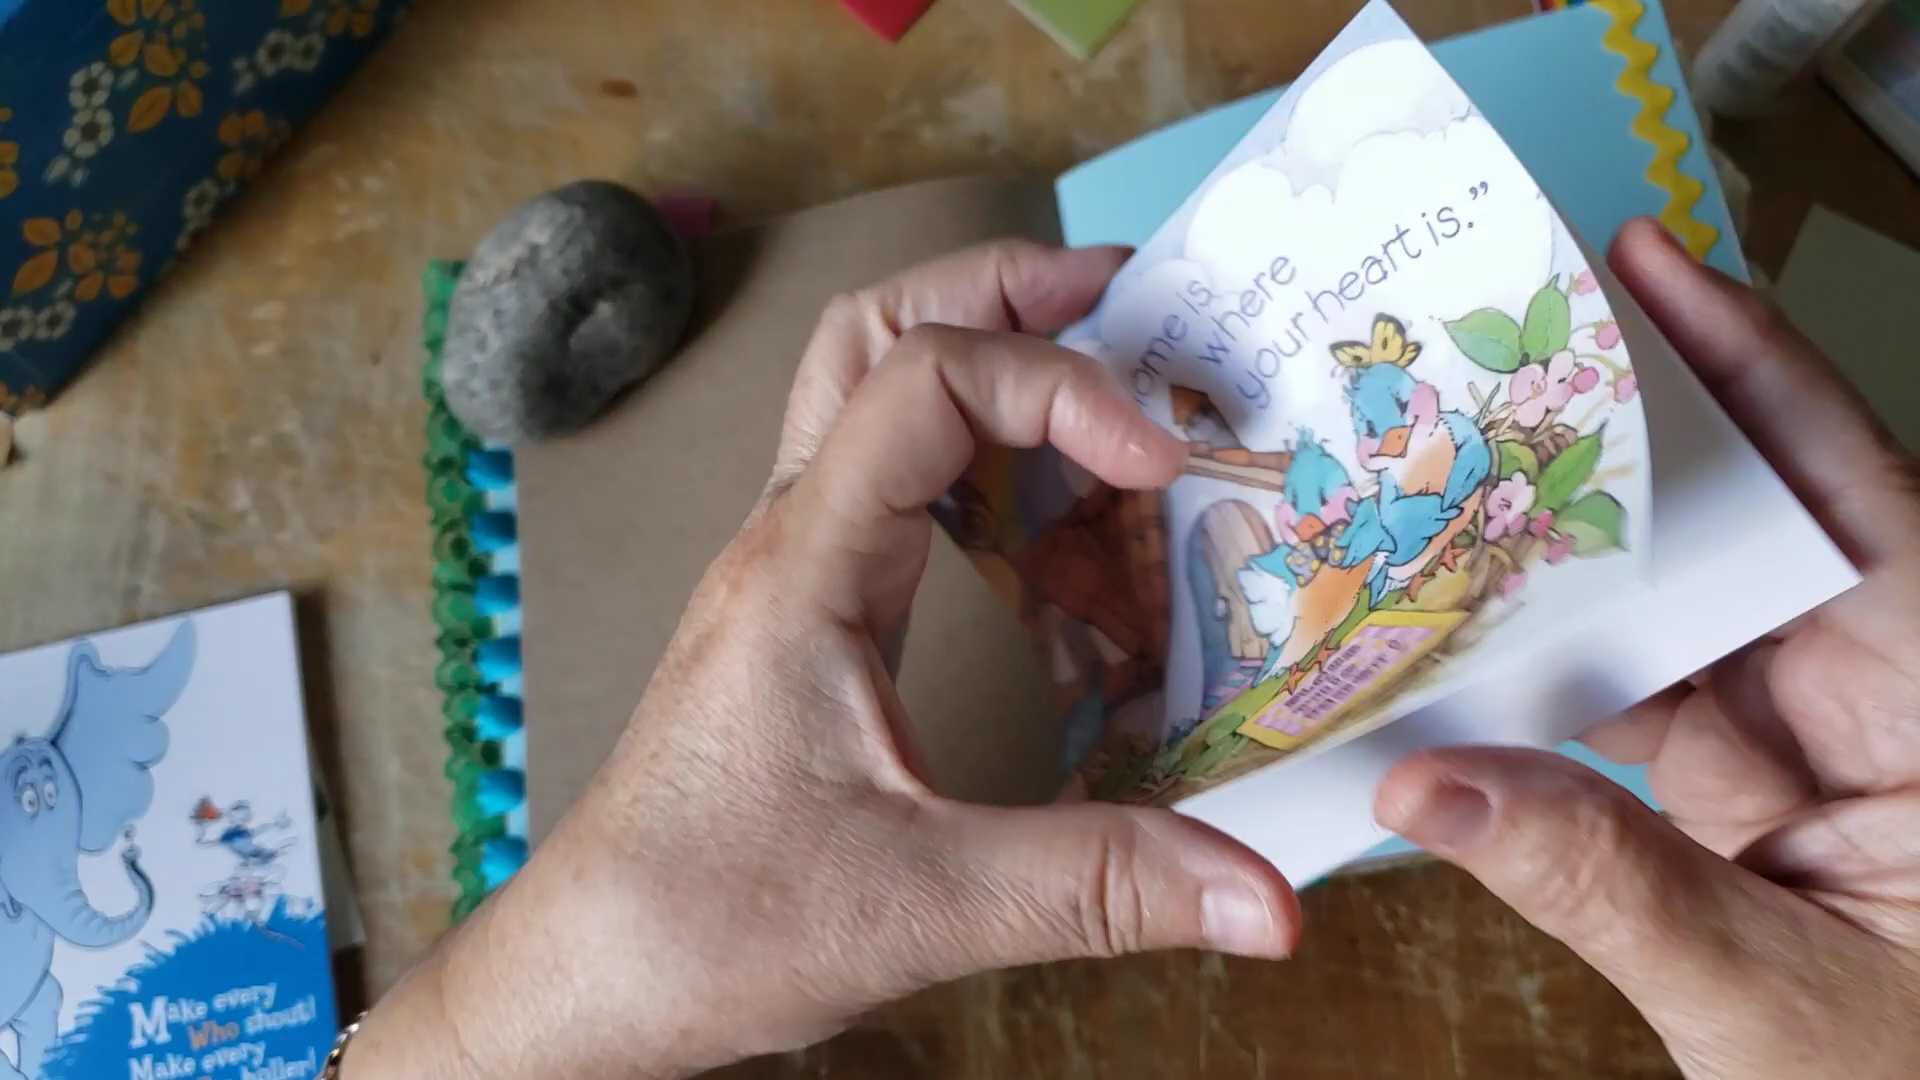 ome is
where
your heart is.”
Make every
Who shout!
Make every
holler!